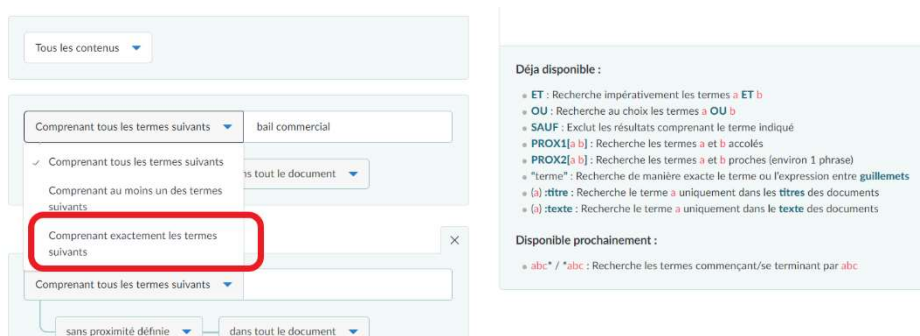 Tous les contenus
Comprenant tous les termes suivants
bail commercial
Comprenant tous les termes suivants
ns tout le document
Comprenant au moins un des termes
suivants
Comprenant exactement les termes
suivants
Comprenant tous les termes suivants
sans proximité définie
dans tout le document
Déja disponible :
ET : Recherche impérativement les termes a ET b
OU : Recherche au choix les termes a OU b
SAUF : Exclut les résultats comprenant le terme indiqué
PROX1[a b] : Recherche les termes a et b accolés
PROX2[a b] : Recherche les termes a et b proches (environ 1 phrase)
"terme" : Recherche de manière exacte le terme ou l'expression entre guillemets
(a) :titre : Recherche le terme a uniquement dans les titres des documents
(a) :texte : Recherche le terme a uniquement dans le texte des documents
Disponible prochainement :
abc* / *abc : Recherche les termes commençant/se terminant par abc